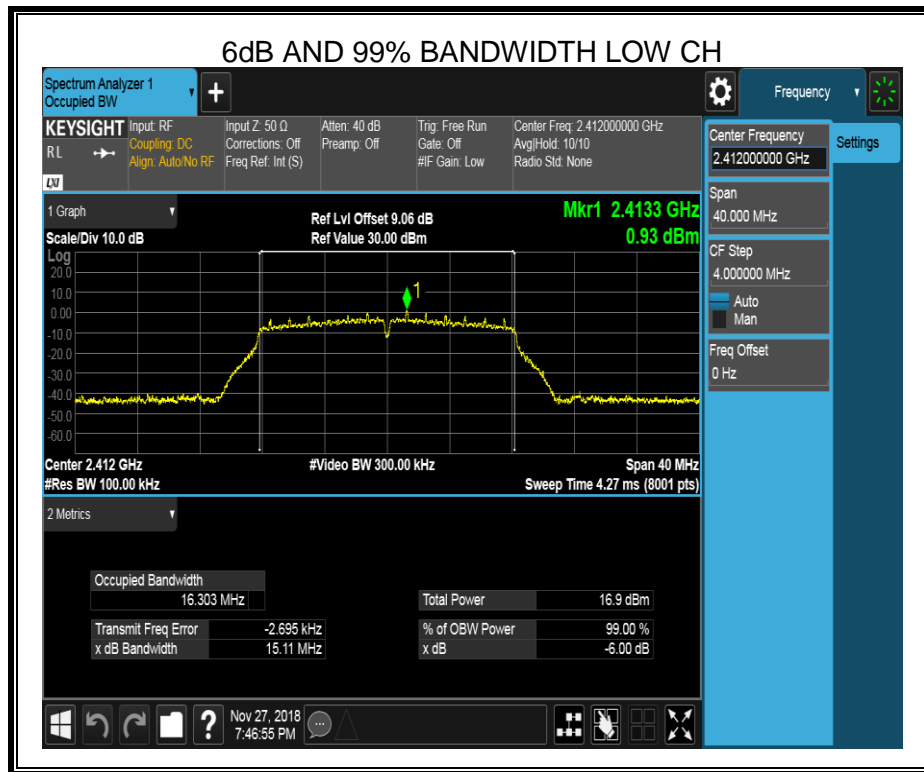 6dB AND 99% BANDWIDTH LOW CH
Spectrum Analyzer 1
Occupied BW
Frequency
KEYSIGHT
RL
LXI
Input: RF
Coupling: DC
Align: Auto/No RF
Input Z: 50 Ω
Corrections: Off
Freq Ref: Int (S)
Atten: 40 dB
Preamp: Off
Trig: Free Run
Gate: Off
#IF Gain: Low
Center Freq: 2.412000000 GHz
Avg|Hold: 10/10
Radio Std: None
Center Frequency
2.412000000 GHz
Settings
Span
40.000 MHz
CF Step
4.000000 MHz
Auto
Man
Freq Offset
0 Hz
1 Graph
Scale/Div 10.0 dB
Ref Lvl Offset 9.06 dB
Ref Value 30.00 dBm
Mkr1 2.4133 GHz
0.93 dBm
Log
20.0
10.0
0.00
-10.0
-20.0
-30.0
-40.0
-50.0
-60.0
1
Center 2.412 GHz
#Res BW 100.00 kHz
#Video BW 300.00 kHz
Span 40 MHz
Sweep Time 4.27 ms (8001 pts)
2 Metrics
Occupied Bandwidth
16.303 MHz
Total Power 16.9 dBm
Transmit Freq Error -2.695 kHz
% of OBW Power 99.00 %
x dB Bandwidth 15.11 MHz
x dB -6.00 dB
Nov 27, 2018
7:46:55 PM